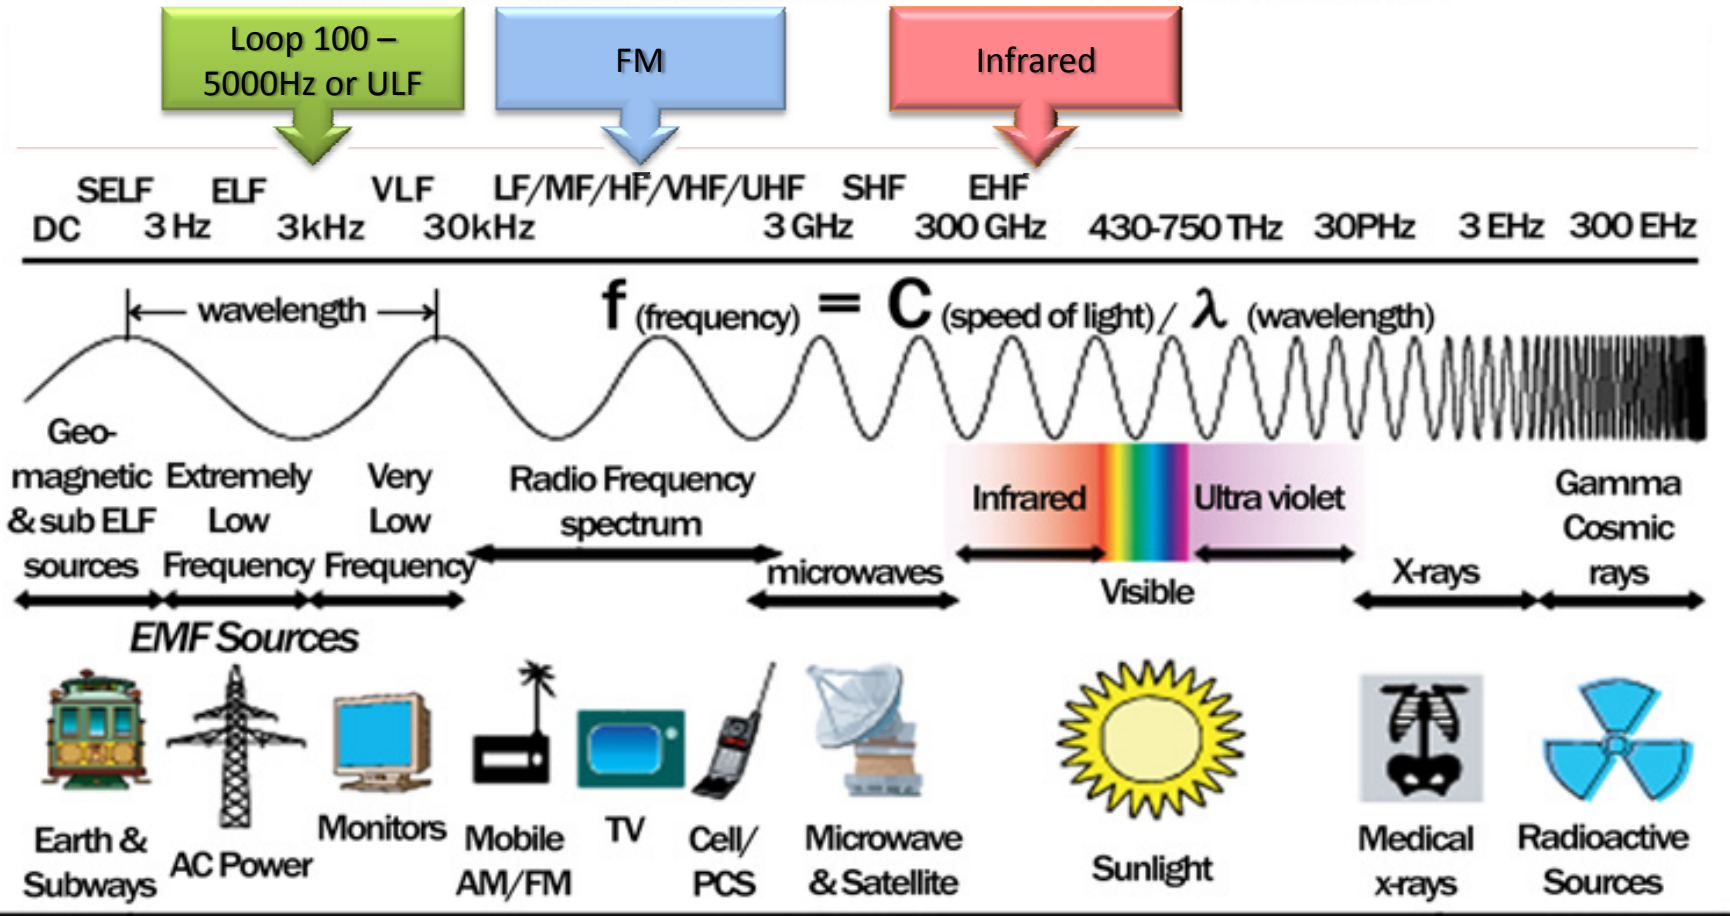 Loop 100 –
5000Hz or ULF
FM
Infrared
SELF ELF VLF LF/MF/HF/VHF/UHF SHF EHF
DC 3 Hz 3kHz 30kHz 3 GHz 300 GHz 430-750 THz 30PHz 3 EHz 300 EHz
wavelength
f (frequency) = C (speed of light) / λ (wavelength)
Geo-
magnetic
& sub ELF
sources
Extremely
Low
Frequency
Very
Low
Frequency
Radio Frequency
spectrum
microwaves
Infrared
Visible
Ultra violet
X-rays
Gamma
Cosmic
rays
EMF Sources
Earth &
Subways
AC Power
Monitors
Mobile
AM/FM
TV
Cell/
PCS
Microwave
& Satellite
Sunlight
Medical
x-rays
Radioactive
Sources